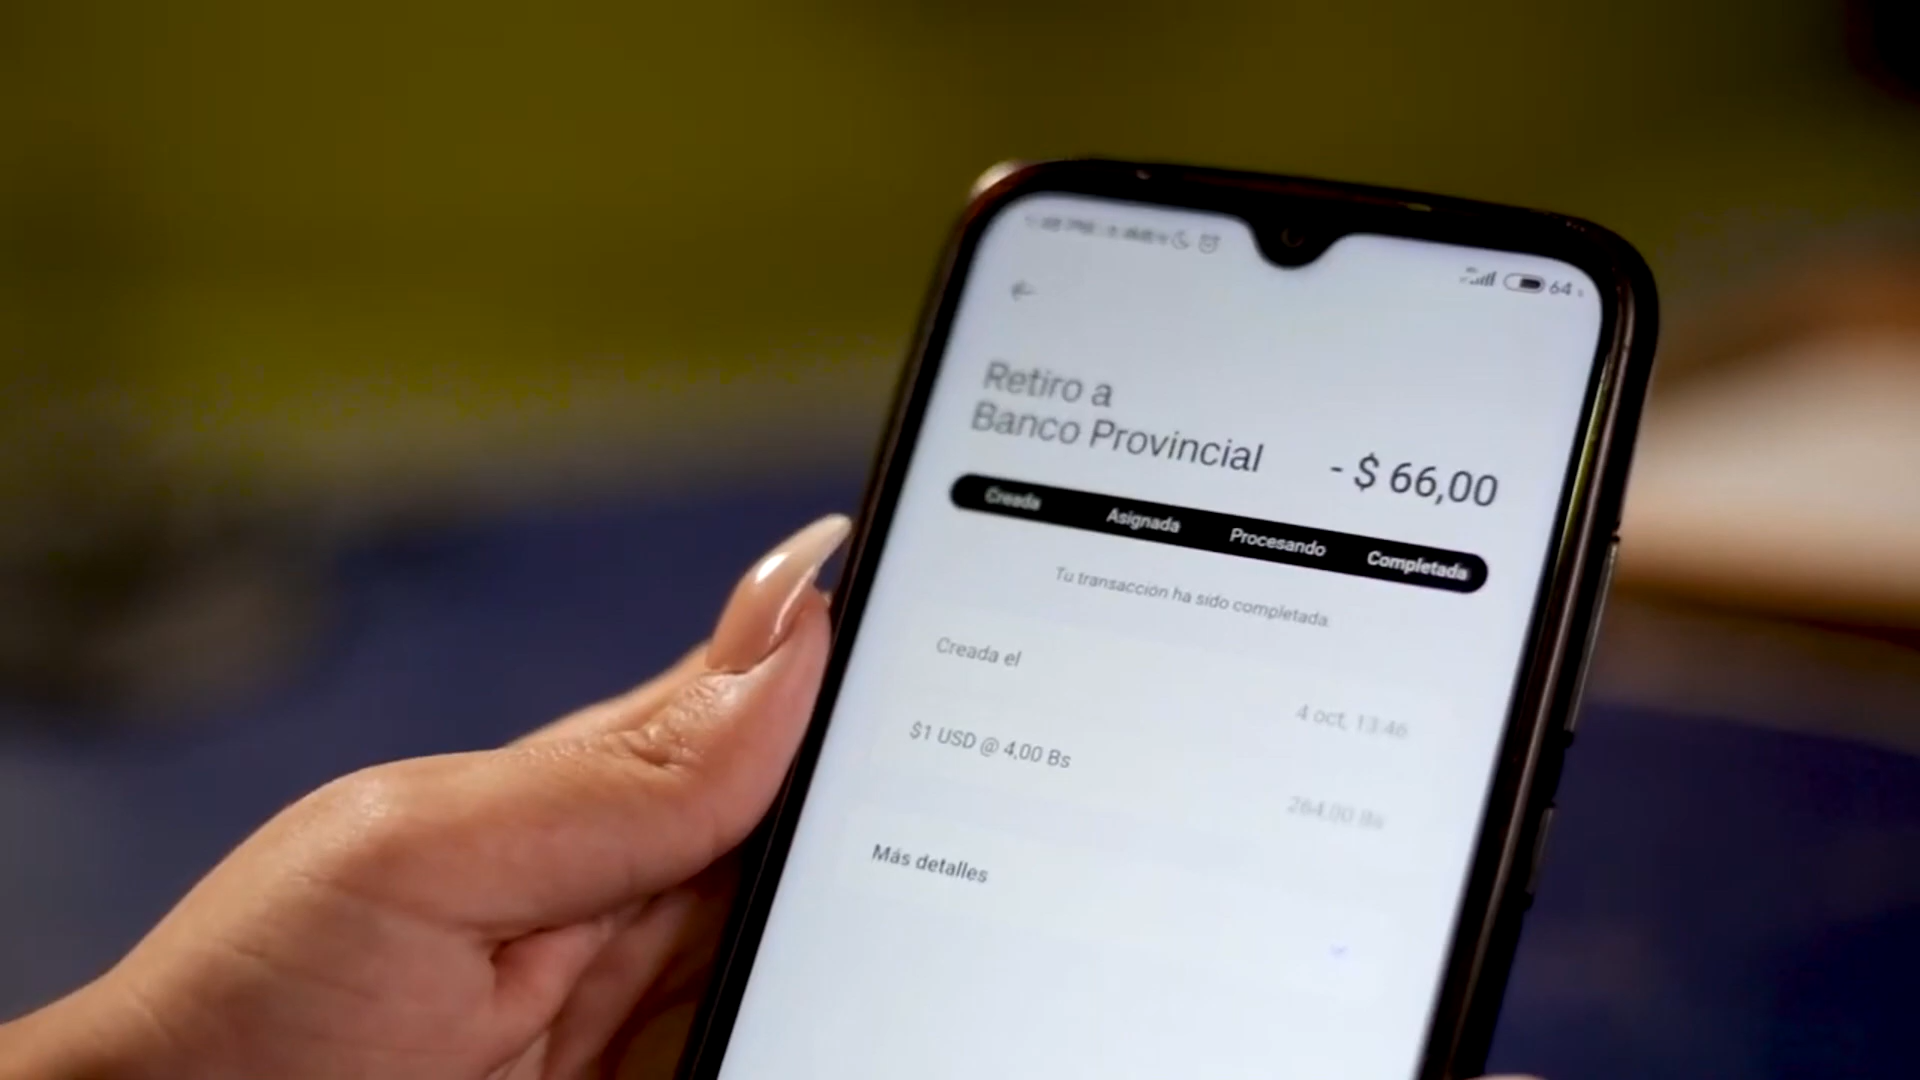 64
Retiro a
Banco Provincial
- $ 66,00
Creada Asignada Procesando Completada
Tu transacción ha sido completada.
Creada el
4 oct, 13:46
$1 USD @ 4,00 Bs
264,00 Bs
Más detalles